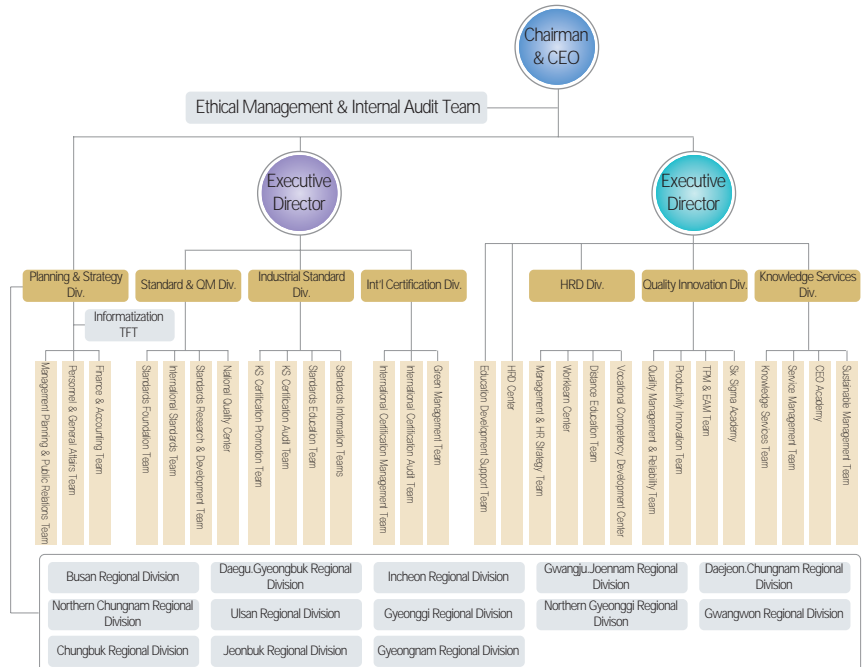 Chairman
& CEO
Ethical Management & Internal Audit Team
Executive
Director
Executive
Director
Planning & Strategy
Div.
Standard & QM Div.
Industrial Standard
Div.
Int'l Certification Div.
HRD Div.
Quality Innovation Div.
Knowledge Services
Div.
Informatization
TFT
Management Planning & Public Relations Team
Personnel & General Affairs Team
Finance & Accounting Team
Standards Foundation Team
International Standards Team
Standards Research & Development Team
National Quality Center
KS Certification Promotion Team
KS Certification Audit Team
Standards Education Team
Standards Information Teams
International Certification Management Team
International Certification Audit Team
Green Management Team
Education Development Support Team
HRD Center
Management & HR Strategy Team
Worklearn Center
Distance Education Team
Vocational Competency Development Center
Quality Management & Reliability Team
Productivity Innovation Team
TPM & EAM Team
Six Sigma Academy
Knowledge Services Team
Service Management Team
CEO Academy
Sustainable Management Team
Busan Regional Division
Daegu.Gyeongbuk Regional
Division
Incheon Regional Division
Gwangju.Joennam Regional
Division
Daejeon.Chungnam Regional
Division
Northern Chungnam Regional
Division
Ulsan Regional Division
Gyeonggi Regional Division
Northern Gyeonggi Regional
Divison
Gwangwon Regional Division
Chungbuk Regional Division
Jeonbuk Regional Division
Gyeongnam Regional Division